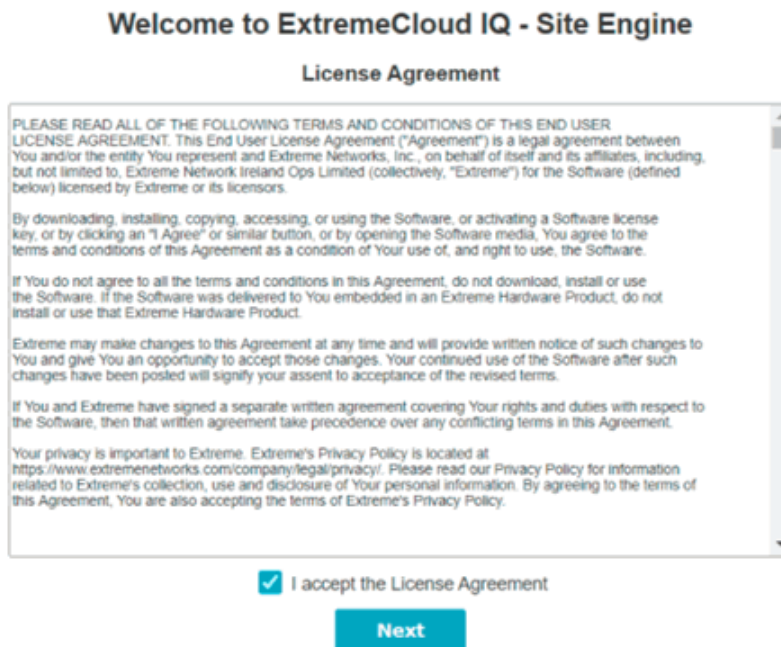 Welcome to ExtremeCloud IQ - Site Engine
License Agreement
PLEASE READ ALL OF THE FOLLOWING TERMS AND CONDITIONS OF THIS END USER
LICENSE AGREEMENT. This End User License Agreement ("Agreement") is a legal agreement between
You and/or the entity You represent and Extreme Networks, Inc., on behalf of itself and its affiliates, including,
but not limited to, Extreme Network Ireland Ops Limited (collectively, "Extreme") for the Software (defined
below) licensed by Extreme or its licensors.
By downloading, installing, copying, accessing, or using the Software, or activating a Software license
key, or by clicking an "I Agree" or similar button, or by opening the Software media, You agree to the
terms and conditions of this Agreement as a condition of Your use of, and right to use, the Software.
If You do not agree to all the terms and conditions in this Agreement, do not download, install or use
the Software. If the Software was delivered to You embedded in an Extreme Hardware Product, do not
install or use that Extreme Hardware Product.
Extreme may make changes to this Agreement at any time and will provide written notice of such changes to
You and give You an opportunity to accept those changes. Your continued use of the Software after such
changes have been posted will signify your assent to acceptance of the revised terms.
If You and Extreme have signed a separate written agreement covering Your rights and duties with respect to
the Software, then that written agreement take precedence over any conflicting terms in this Agreement.
Your privacy is important to Extreme. Extreme's Privacy Policy is located at
https://www.extremenetworks.com/company/legal/privacy/. Please read our Privacy Policy for information
related to Extreme's collection, use and disclosure of Your personal information. By agreeing to the terms of
this Agreement, You are also accepting the terms of Extreme's Privacy Policy.
I accept the License Agreement
Next